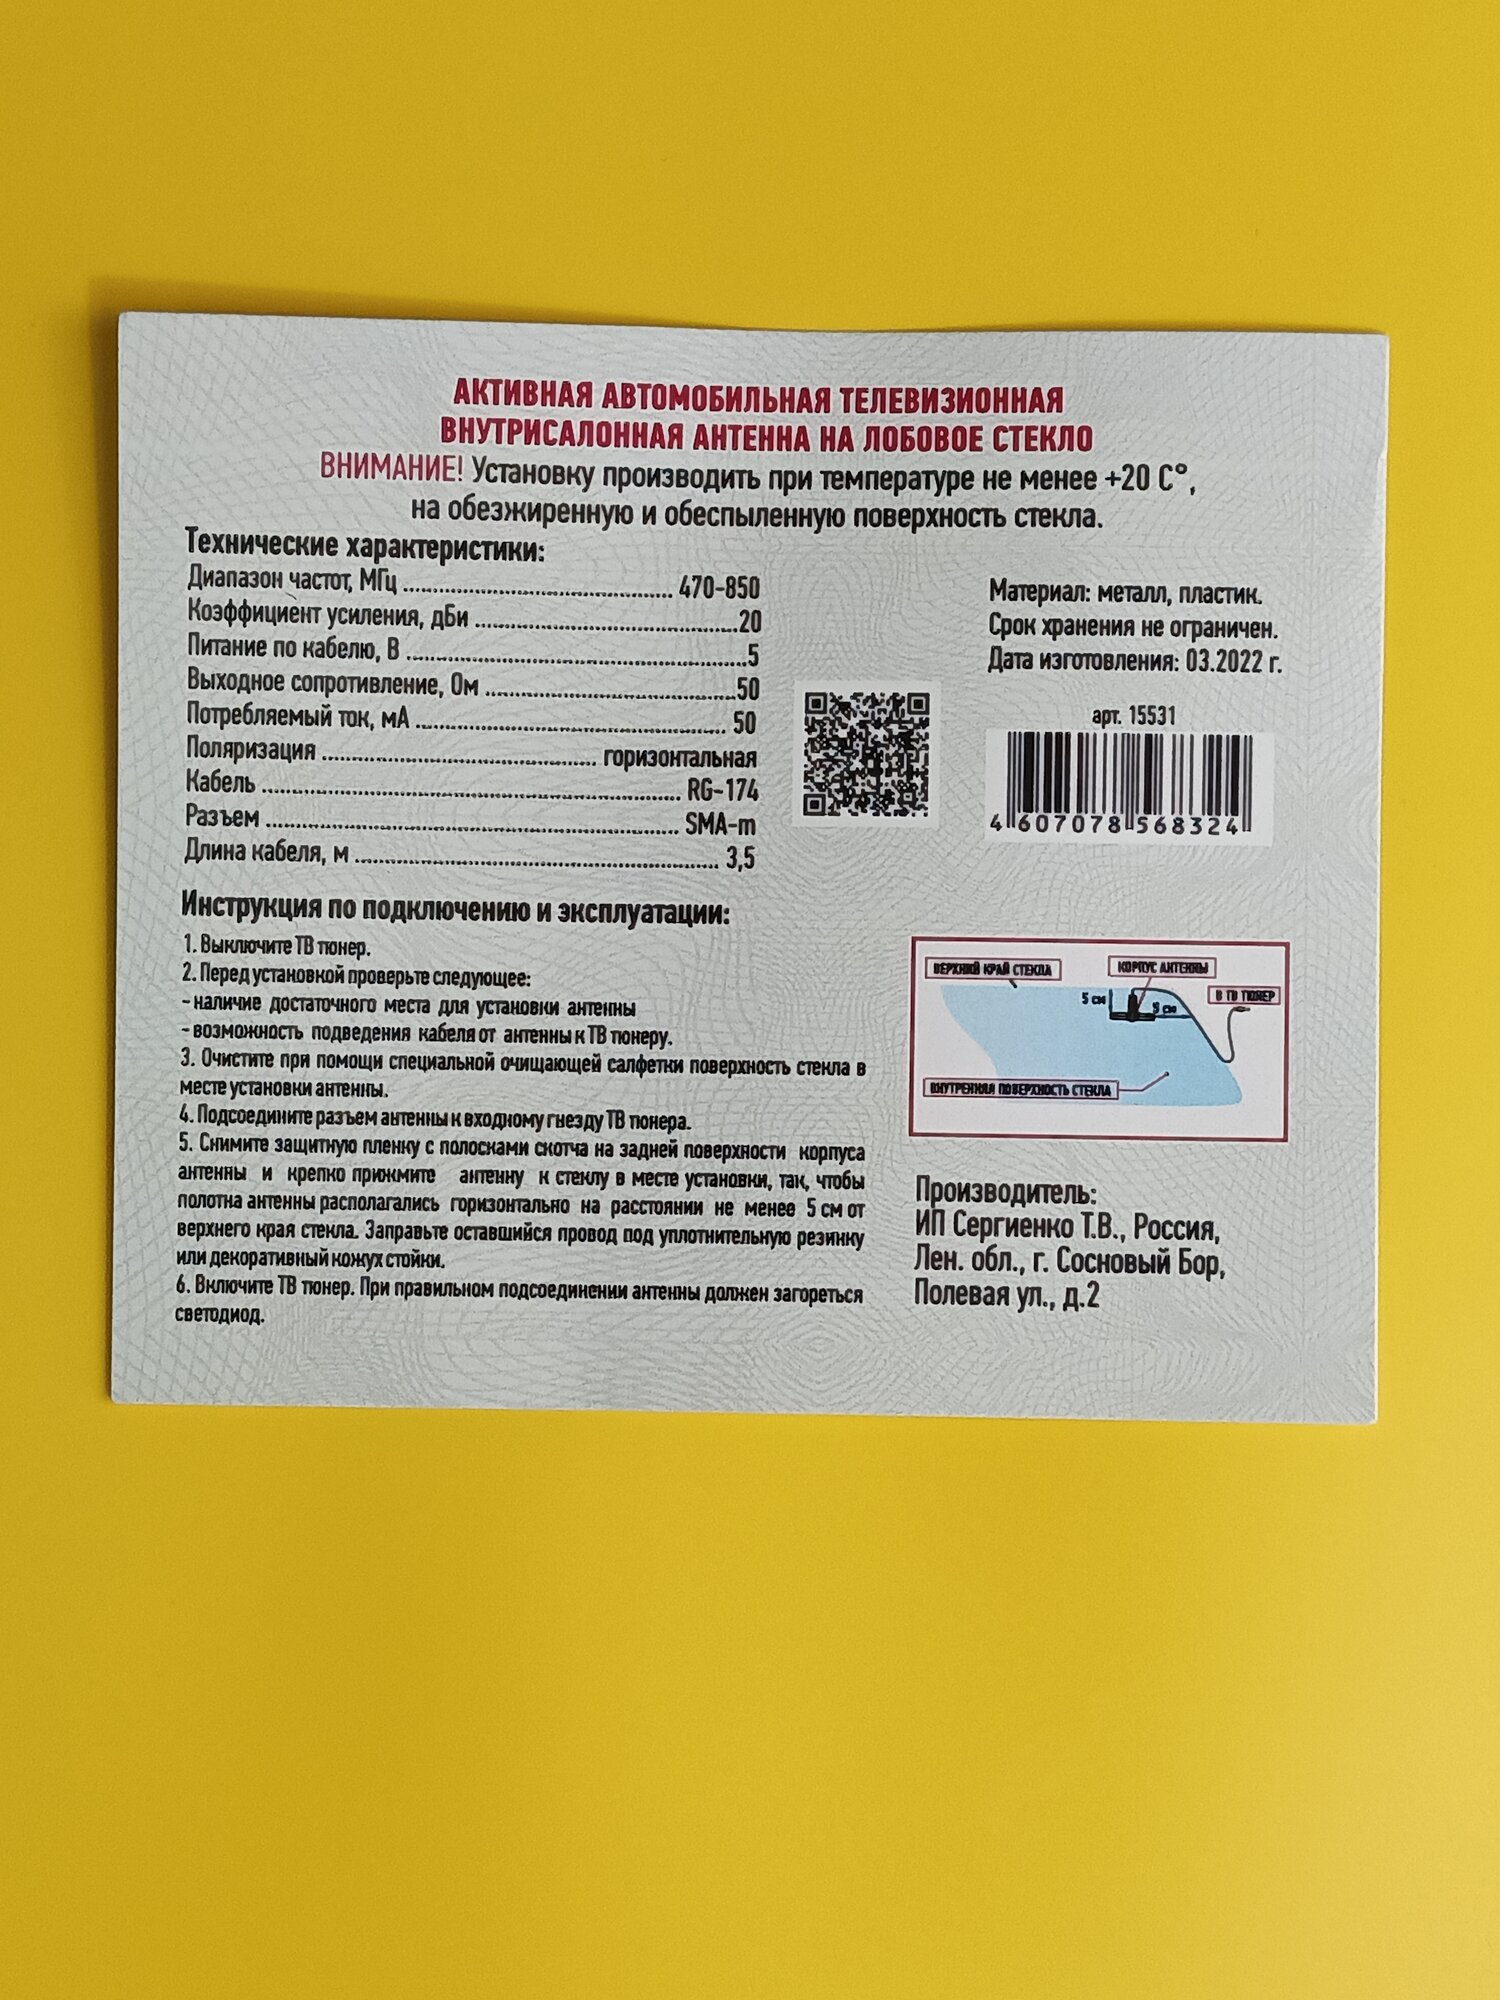 АКТИВНАЯ АВТОМОБИЛЬНАЯ ТЕЛЕВИЗИОННАЯ
ВНУТРИСАЛОННАЯ АНТЕННА НА ЛОБОВОЕ СТЕКЛО
ВНИМАНИЕ! Установку производить при температуре не менее +20 С°,
на обезжиренную и обеспыленную поверхность стекла.
Технические характеристики:
Диапазон частот, МГц ........ 470-850
Коэффициент усиления, дБи ........ 20
Питание по кабелю, В ........ 5
Выходное сопротивление, Ом ........ 50
Потребляемый ток, мА ........ 50
Поляризация ........ горизонтальная
Кабель ........ RG-174
Разъем ........ SMA-m
Длина кабеля, м ........ 3,5
Материал: металл, пластик.
Срок хранения не ограничен.
Дата изготовления: 03.2022 г.
арт. 15531
4 607078 568324
Инструкция по подключению и эксплуатации:
1. Выключите ТВ тюнер.
2. Перед установкой проверьте следующее:
- наличие достаточного места для установки антенны
- возможность подведения кабеля от антенны к ТВ тюнеру.
3. Очистите при помощи специальной очищающей салфетки поверхность стекла в
месте установки антенны.
4. Подсоедините разъем антенны к входному гнезду ТВ тюнера.
5. Снимите защитную пленку с полосками скотча на задней поверхности корпуса
антенны и крепко прижмите антенну к стеклу в месте установки, так, чтобы
полотна антенны располагались горизонтально на расстоянии не менее 5 см от
верхнего края стекла. Заправьте оставшийся провод под уплотнительную резинку
или декоративный кожух стойки.
6. Включите ТВ тюнер. При правильном подсоединении антенны должен загореться
светодиод.
ВЕРХНИЙ КРАЙ СТЕКЛА
КОРПУС АНТЕННЫ
В ТВ ТЮНЕР
5 см
5 см
ВНУТРЕННЯЯ ПОВЕРХНОСТЬ СТЕКЛА
Производитель:
ИП Сергиенко Т.В., Россия,
Лен. обл., г. Сосновый Бор,
Полевая ул., д.2